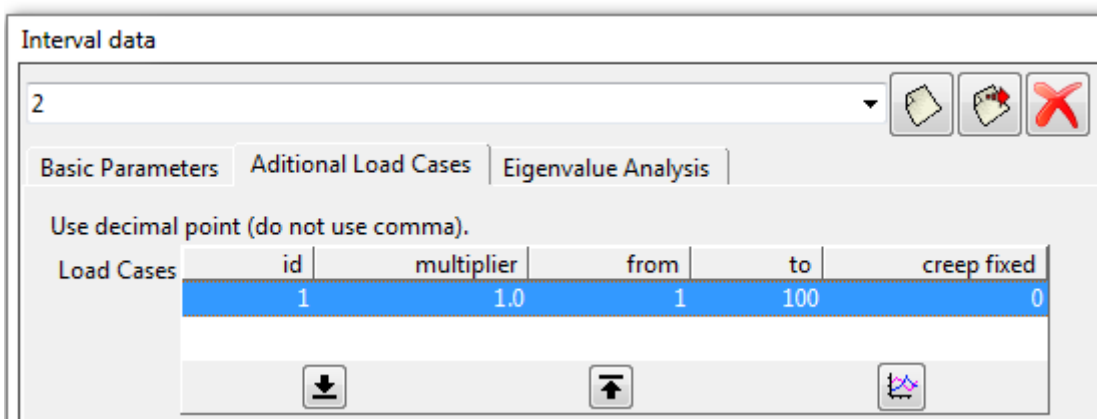 Interval data
2
Basic Parameters Aditional Load Cases Eigenvalue Analysis
Use decimal point (do not use comma).
Load Cases id multiplier from to creep fixed
1 1.0 1 100 0